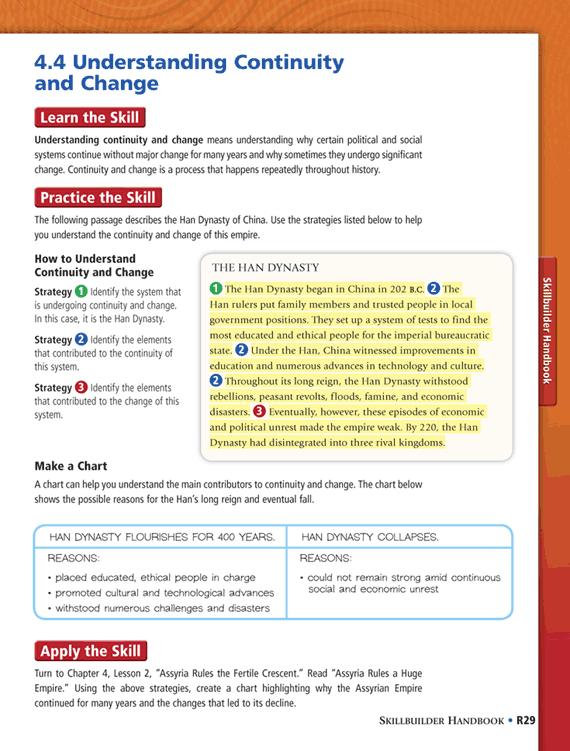 4.4 Understanding Continuity
and Change
Learn the Skill
Understanding continuity and change means understanding why certain political and social
systems continue without major change for many years and why sometimes they undergo significant
change. Continuity and change is a process that happens repeatedly throughout history.
Practice the Skill
The following passage describes the Han Dynasty of China. Use the strategies listed below to help
you understand the continuity and change of this empire.
How to Understand
Continuity and Change
Strategy 1 Identify the system that
is undergoing continuity and change.
In this case, it is the Han Dynasty.
Strategy 2 Identify the elements
that contributed to the continuity of
this system.
Strategy 3 Identify the elements
that contributed to the change of this
system.
THE HAN DYNASTY
1 The Han Dynasty began in China in 202 B.C. 2 The
Han rulers put family members and trusted people in local
government positions. They set up a system of tests to find the
most educated and ethical people for the imperial bureaucratic
state. 2 Under the Han, China witnessed improvements in
education and numerous advances in technology and culture.
2 Throughout its long reign, the Han Dynasty withstood
rebellions, peasant revolts, floods, famine, and economic
disasters. 3 Eventually, however, these episodes of economic
and political unrest made the empire weak. By 220, the Han
Dynasty had disintegrated into three rival kingdoms.
Make a Chart
A chart can help you understand the main contributors to continuity and change. The chart below
shows the possible reasons for the Han's long reign and eventual fall.
HAN DYNASTY FLOURISHES FOR 400 YEARS.
REASONS:
• placed educated, ethical people in charge
• promoted cultural and technological advances
• withstood numerous challenges and disasters
HAN DYNASTY COLLAPSES.
REASONS:
• could not remain strong amid continuous
social and economic unrest
Apply the Skill
Turn to Chapter 4, Lesson 2, "Assyria Rules the Fertile Crescent." Read "Assyria Rules a Huge
Empire." Using the above strategies, create a chart highlighting why the Assyrian Empire
continued for many years and the changes that led to its decline.
SKILLBUILDER HANDBOOK • R29
Skillbuilder Handbook